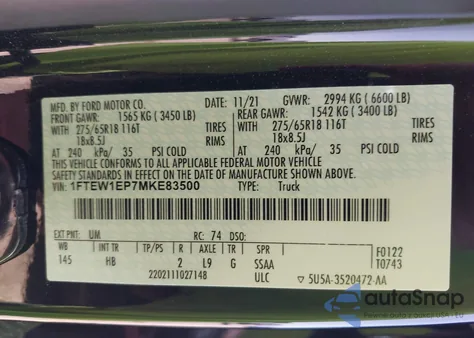 MFD. BY FORD MOTOR CO. DATE: 11/21 GVWR: 2994 KG (6600 LB)
FRONT GAWR: 1565 KG (3450 LB) REAR GAWR: 1542 KG (3400 LB)
WITH 275/65R18 116T TIRES WITH 275/65R18 116T TIRES
18x8.5J RIMS 18x8.5J RIMS
AT 240 kPa/ 35 PSI COLD AT 240 kPa/ 35 PSI COLD
THIS VEHICLE CONFORMS TO ALL APPLICABLE FEDERAL MOTOR VEHICLE
SAFETY AND THEFT PREVENTION STANDARDS IN EFFECT ON THE DATE OF
MANUFACTURE SHOWN ABOVE.
VIN: 1FTEW1EP7MKE83500 TYPE: Truck
EXT PNT: UM RC: 74 DSO:
WB INT TR TP/PS R AXLE TR SPR F0122
145 HB 2 L9 G SSAA T0743
2202111027148 ULC ▽ 5U5A-3520472-AA
autoSnap